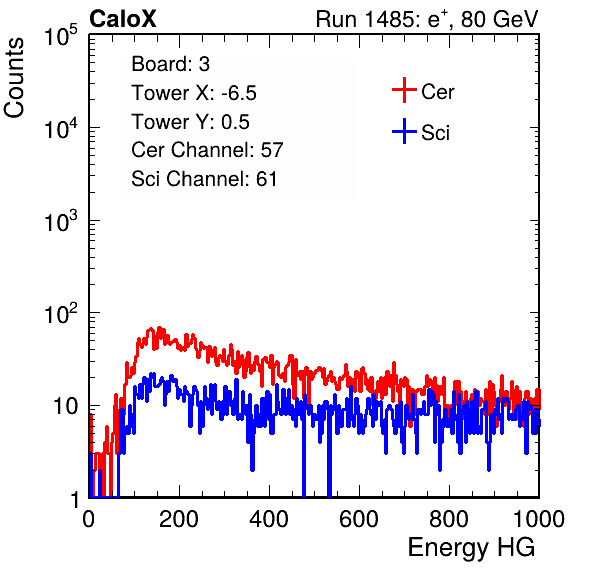 CaloX Run 1485: e⁺, 80 GeV
Counts
Board: 3
Tower X: -6.5
Tower Y: 0.5
Cer Channel: 57
Sci Channel: 61
Cer
Sci
10⁵
10⁴
10³
10²
10
1
0 200 400 600 800 1000
Energy HG